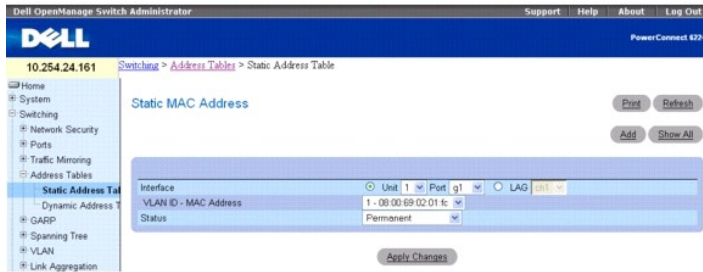 Dell OpenManage Switch Administrator
Support Help About Log Out
DELL
PowerConnect 622
10.254.24.161
Switching > Address Tables > Static Address Table
Home
System
Switching
Network Security
Ports
Traffic Mirroring
Address Tables
Static Address Tal
Dynamic Address T
GARP
Spanning Tree
VLAN
Link Aggregation
Static MAC Address
Print Refresh
Add Show All
Interface Unit 1 Port g1 LAG ch1
VLAN ID - MAC Address 1 - 08:00:69:02:01:fc
Status Permanent
Apply Changes